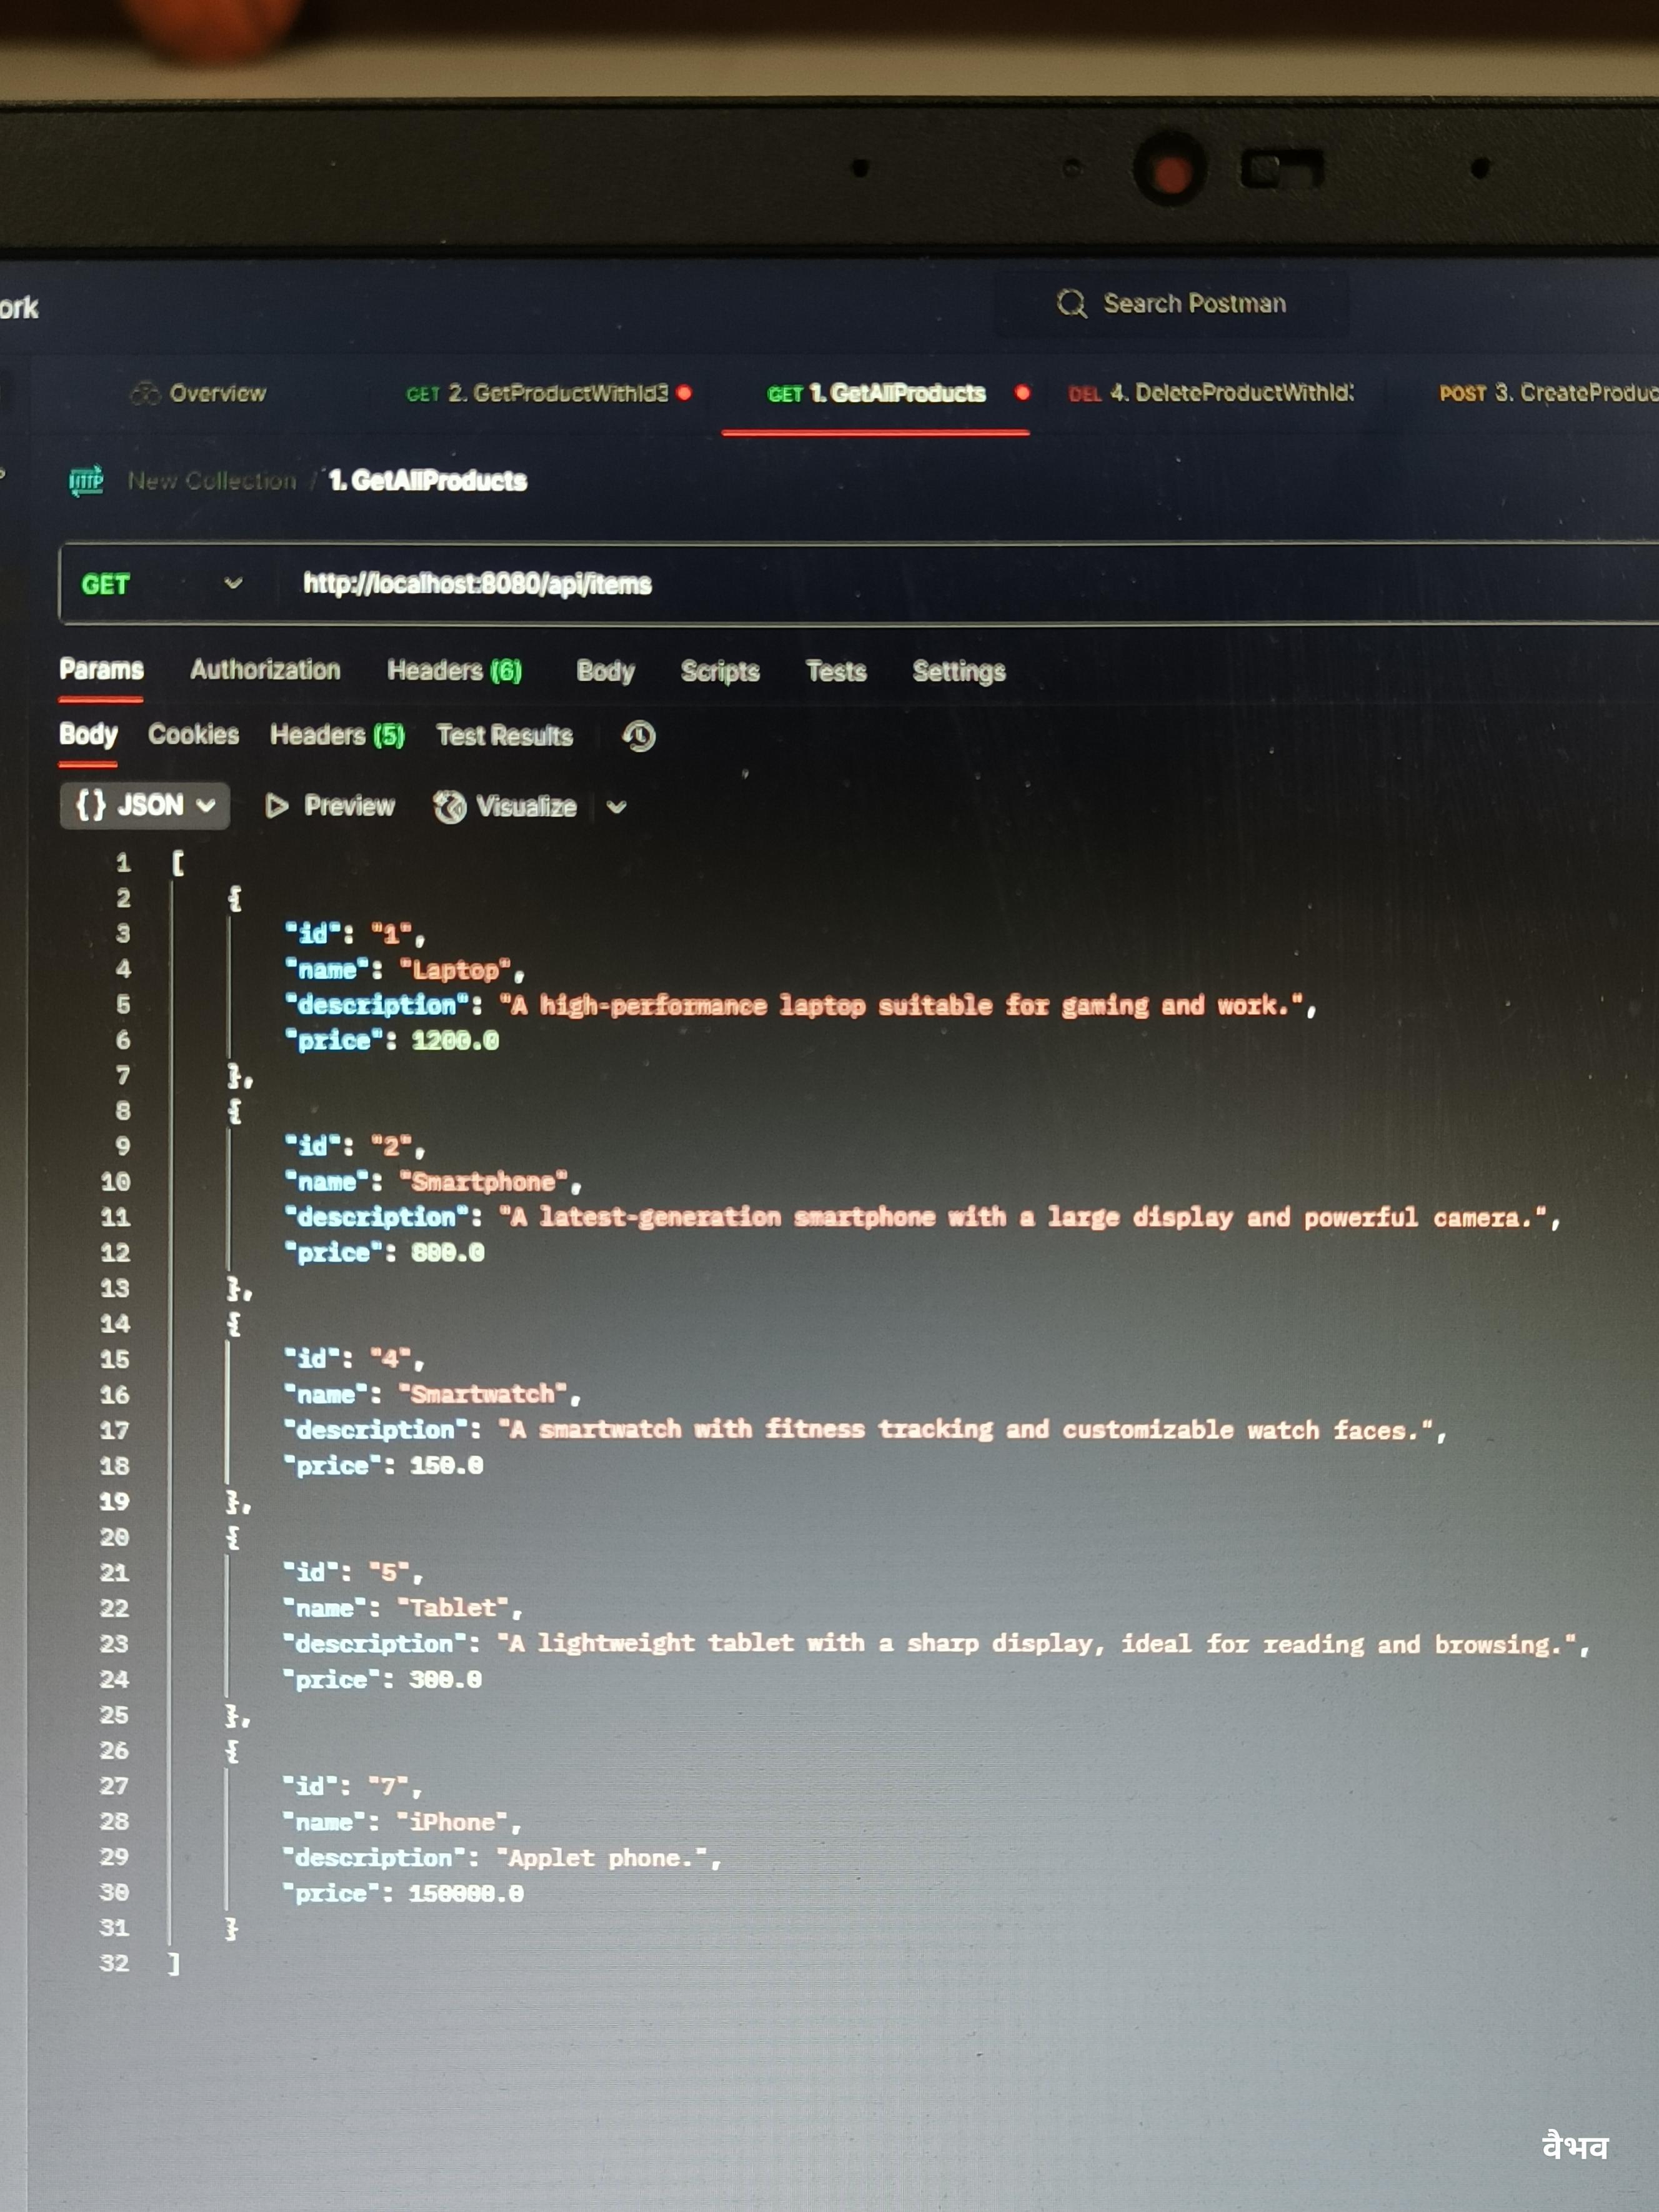 ork
Search Postman
Overview
GET 2. GetProductWithId3
GET 1. GetAllProducts
DEL 4. DeleteProductWithId
POST 3. CreateProduc
HTTP New Collection / 1. GetAllProducts
GET http://localhost:8080/api/items
Params Authorization Headers (6) Body Scripts Tests Settings
Body Cookies Headers (5) Test Results
{} JSON Preview Visualize
1 [
2 {
3 "id": "1",
4 "name": "Laptop",
5 "description": "A high-performance laptop suitable for gaming and work.",
6 "price": 1200.0
7 },
8 {
9 "id": "2",
10 "name": "Smartphone",
11 "description": "A latest-generation smartphone with a large display and powerful camera.",
12 "price": 800.0
13 },
14 {
15 "id": "4",
16 "name": "Smartwatch",
17 "description": "A smartwatch with fitness tracking and customizable watch faces.",
18 "price": 150.0
19 },
20 {
21 "id": "5",
22 "name": "Tablet",
23 "description": "A lightweight tablet with a sharp display, ideal for reading and browsing.",
24 "price": 300.0
25 },
26 {
27 "id": "7",
28 "name": "iPhone",
29 "description": "Applet phone.",
30 "price": 150000.0
31 }
32 ]
वैभव